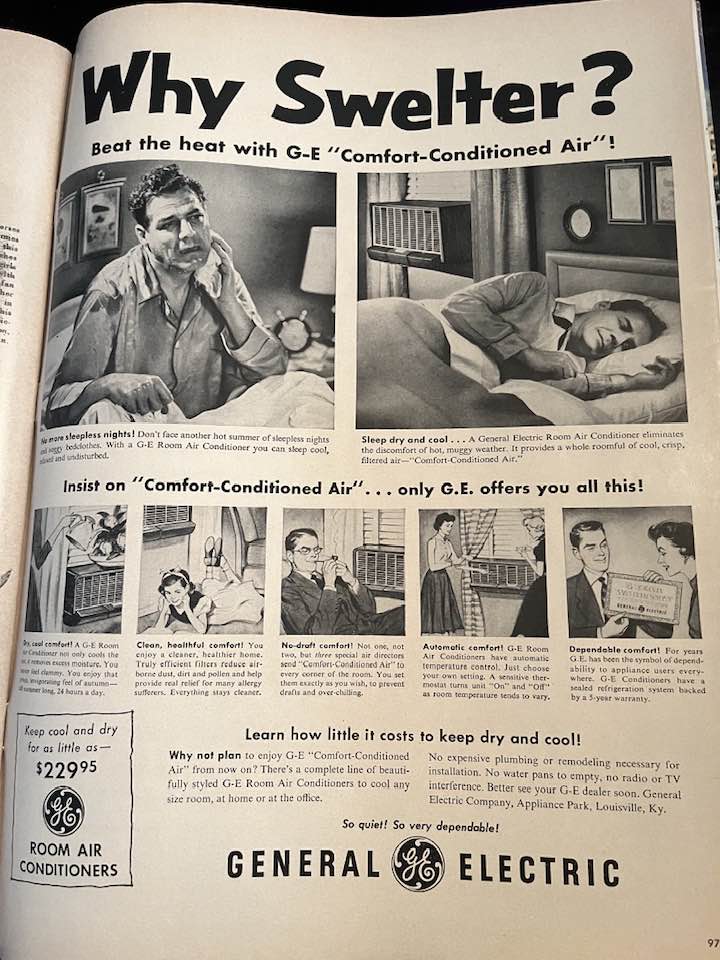 Why Swelter?
Beat the heat with G-E "Comfort-Conditioned Air"!
No more sleepless nights! Don't face another hot summer of sleepless nights
and soggy bedclothes. With a G-E Room Air Conditioner you can sleep cool,
relaxed and undisturbed.
Sleep dry and cool . . . A General Electric Room Air Conditioner eliminates
the discomfort of hot, muggy weather. It provides a whole roomful of cool, crisp,
filtered air—"Comfort-Conditioned Air."
Insist on "Comfort-Conditioned Air". . . only G.E. offers you all this!
GENERAL ELECTRIC
Dry, cool comfort! A G-E Room
Air Conditioner not only cools the
air, it removes excess moisture. You
never feel clammy. You enjoy that
invigorating feel of autumn—
all summer long, 24 hours a day.
Clean, healthful comfort! You
enjoy a cleaner, healthier home.
Truly efficient filters reduce air-
borne dust, dirt and pollen and help
provide real relief for many allergy
sufferers. Everything stays cleaner.
No-draft comfort! Not one, not
two, but three special air directors
send "Comfort-Conditioned Air" to
every corner of the room. You set
them exactly as you wish, to prevent
drafts and over-chilling.
Automatic comfort! G-E Room
Air Conditioners have automatic
temperature control. Just choose
your own setting. A sensitive ther-
mostat turns unit "On" and "Off"
as room temperature tends to vary.
Dependable comfort! For years
G.E. has been the symbol of depend-
ability to appliance users every-
where. G-E Conditioners have a
sealed refrigeration system backed
by a 5-year warranty.
Keep cool and dry
for as little as—
$229 95
GE
ROOM AIR
CONDITIONERS
Learn how little it costs to keep dry and cool!
Why not plan to enjoy G-E "Comfort-Conditioned
Air" from now on? There's a complete line of beauti-
fully styled G-E Room Air Conditioners to cool any
size room, at home or at the office.
No expensive plumbing or remodeling necessary for
installation. No water pans to empty, no radio or TV
interference. Better see your G-E dealer soon. General
Electric Company, Appliance Park, Louisville, Ky.
So quiet! So very dependable!
GENERAL GE ELECTRIC
97